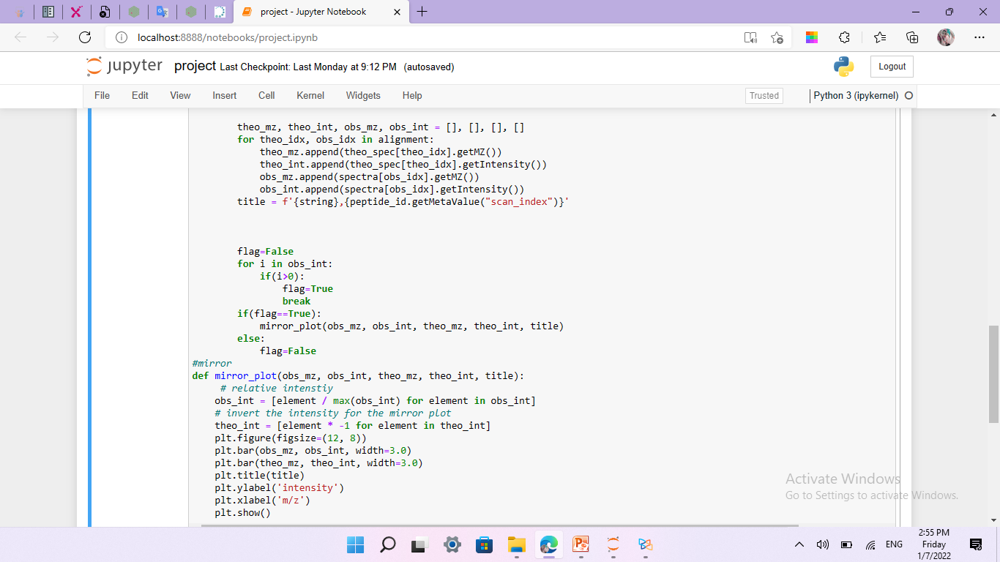 project - Jupyter Notebook
localhost:8888/notebooks/project.ipynb
jupyter project Last Checkpoint: Last Monday at 9:12 PM (autosaved)
Logout
File Edit View Insert Cell Kernel Widgets Help
Trusted
Python 3 (ipykernel)
theo_mz, theo_int, obs_mz, obs_int = [], [], [], []
for theo_idx, obs_idx in alignment:
theo_mz.append(theo_spec[theo_idx].getMZ())
theo_int.append(theo_spec[theo_idx].getIntensity())
obs_mz.append(spectra[obs_idx].getMZ())
obs_int.append(spectra[obs_idx].getIntensity())
title = f'{string},{peptide_id.getMetaValue("scan_index")}'
flag=False
for i in obs_int:
if(i>0):
flag=True
break
if(flag==True):
mirror_plot(obs_mz, obs_int, theo_mz, theo_int, title)
else:
flag=False
#mirror
def mirror_plot(obs_mz, obs_int, theo_mz, theo_int, title):
# relative intenstiy
obs_int = [element / max(obs_int) for element in obs_int]
# invert the intensity for the mirror plot
theo_int = [element * -1 for element in theo_int]
plt.figure(figsize=(12, 8))
plt.bar(obs_mz, obs_int, width=3.0)
plt.bar(theo_mz, theo_int, width=3.0)
plt.title(title)
plt.ylabel('intensity')
plt.xlabel('m/z')
plt.show()
Activate Windows
Go to Settings to activate Windows.
ENG
2:55 PM
Friday
1/7/2022